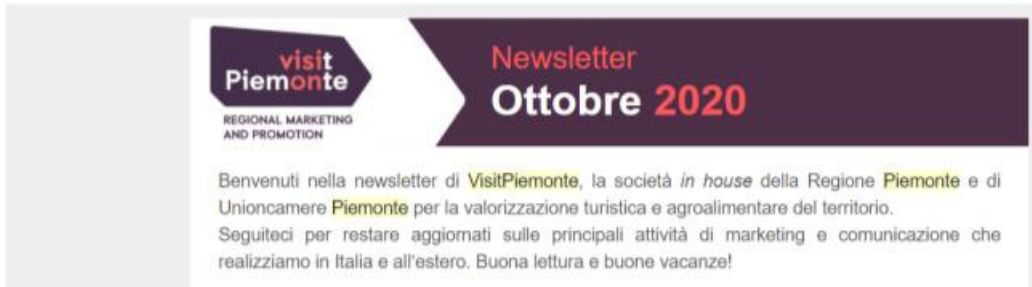 visit
Piemonte
REGIONAL MARKETING
AND PROMOTION
Newsletter
Ottobre 2020
Benvenuti nella newsletter di VisitPiemonte, la società in house della Regione Piemonte e di
Unioncamere Piemonte per la valorizzazione turistica e agroalimentare del territorio.
Seguiteci per restare aggiornati sulle principali attività di marketing e comunicazione che
realizziamo in Italia e all'estero. Buona lettura e buone vacanze!